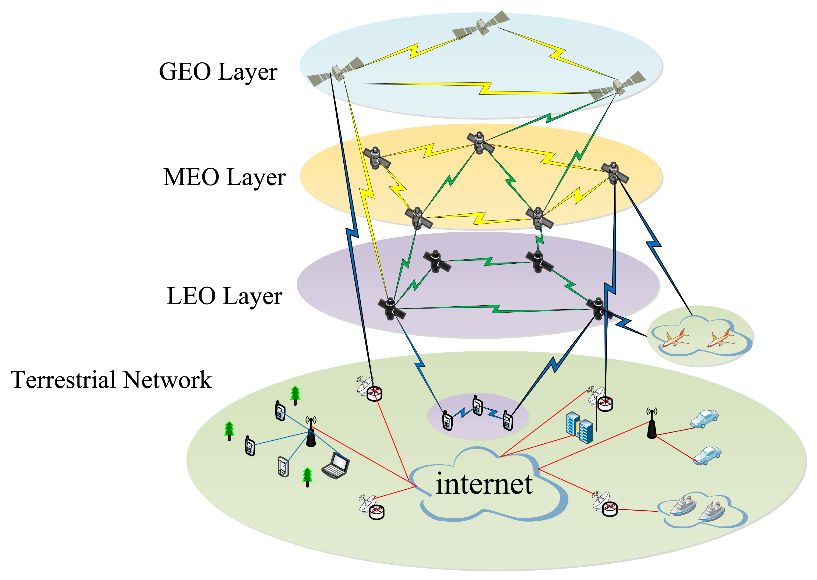 GEO Layer
MEO Layer
LEO Layer
Terrestrial Network
internet